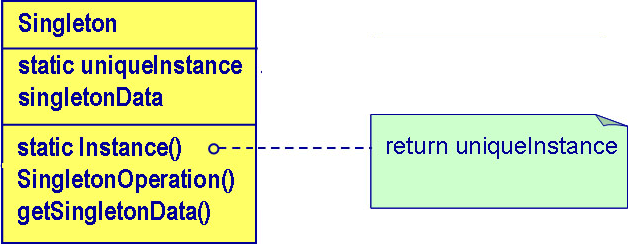 Singleton
static uniqueInstance
singletonData
static Instance()
return uniqueInstance
SingletonOperation()
getSingletonData()